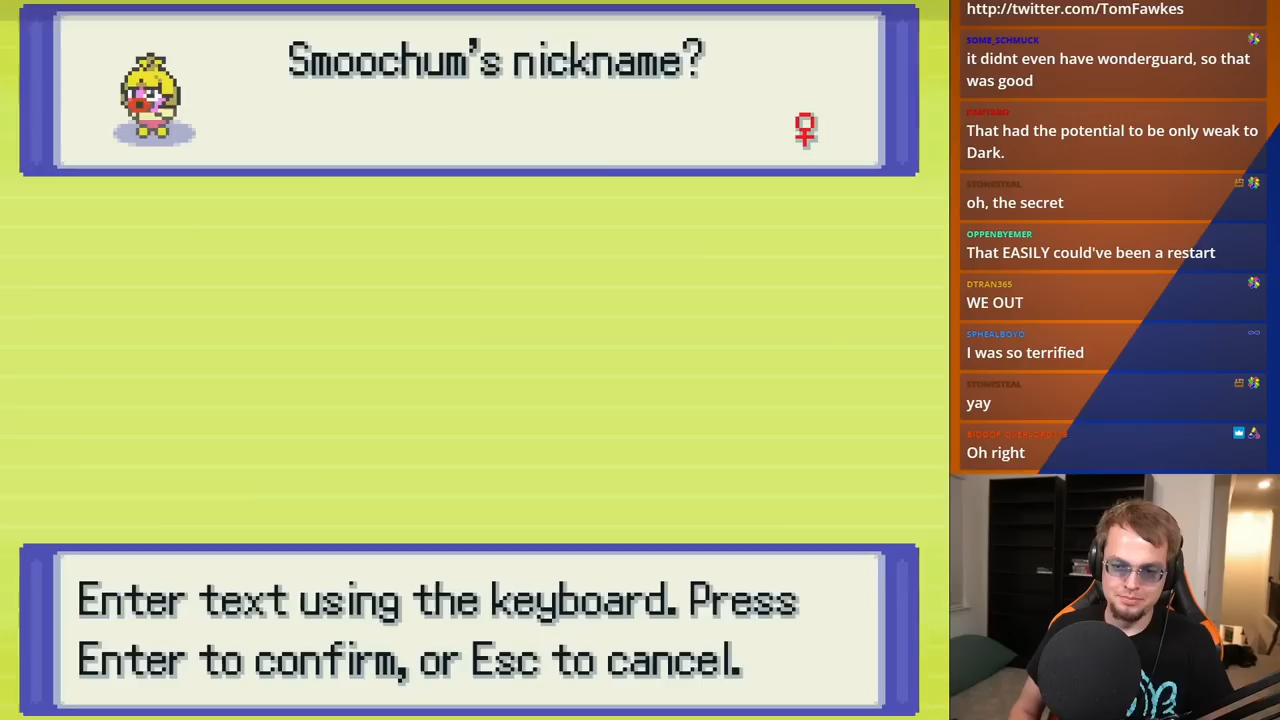 Smoochum's nickname?
Enter text using the keyboard. Press
Enter to confirm, or Esc to cancel.
http://twitter.com/TomFawkes
SOME_SCHMUCK
it didnt even have wonderguard, so that
was good
That had the potential to be only weak to
Dark.
STONISTEAL
oh, the secret
OPPENBYEMER
That EASILY could've been a restart
DTRAN365
WE OUT
SPHEALBOYO
I was so terrified
STONISTEAL
yay
Oh right